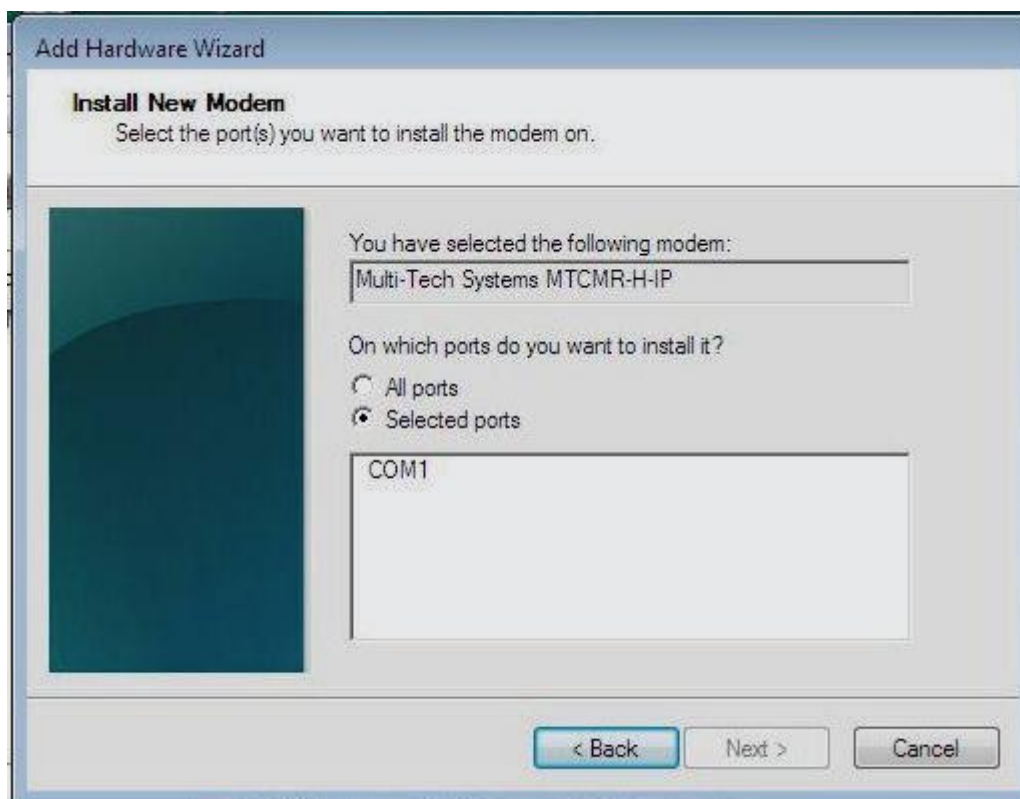 Add Hardware Wizard
Install New Modem
Select the port(s) you want to install the modem on.
You have selected the following modem:
Multi-Tech Systems MTCMR-H-IP
On which ports do you want to install it?
All ports
Selected ports
COM1
< Back Next > Cancel